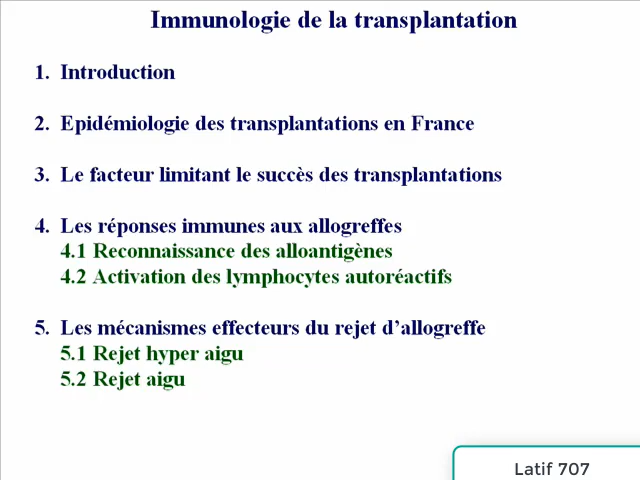 Immunologie de la transplantation
1. Introduction
2. Epidémiologie des transplantations en France
3. Le facteur limitant le succès des transplantations
4. Les réponses immunes aux allogreffes
4.1 Reconnaissance des alloantigènes
4.2 Activation des lymphocytes autoréactifs
5. Les mécanismes effecteurs du rejet d'allogreffe
5.1 Rejet hyper aigu
5.2 Rejet aigu
Latif 707